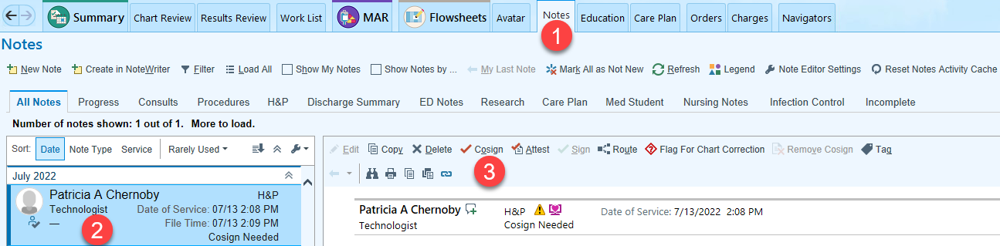 Summary Chart Review Results Review Work List MAR Flowsheets Avatar Notes Education Care Plan Orders Charges Navigators
1
Notes
New Note Create in NoteWriter Filter Load All Show My Notes Show Notes by ... My Last Note Mark All as Not New Refresh Legend Note Editor Settings Reset Notes Activity Cache
All Notes Progress Consults Procedures H&P Discharge Summary ED Notes Research Care Plan Med Student Nursing Notes Infection Control Incomplete
Number of notes shown: 1 out of 1. More to load.
Sort: Date Note Type Service Rarely Used
July 2022
Patricia A Chernoby H&P
Technologist Date of Service: 07/13 2:08 PM
— File Time: 07/13 2:09 PM
2
Cosign Needed
Edit Copy Delete Cosign Attest Sign Route Flag For Chart Correction Remove Cosign Tag
3
Patricia A Chernoby H&P Date of Service: 7/13/2022 2:08 PM
Technologist Cosign Needed